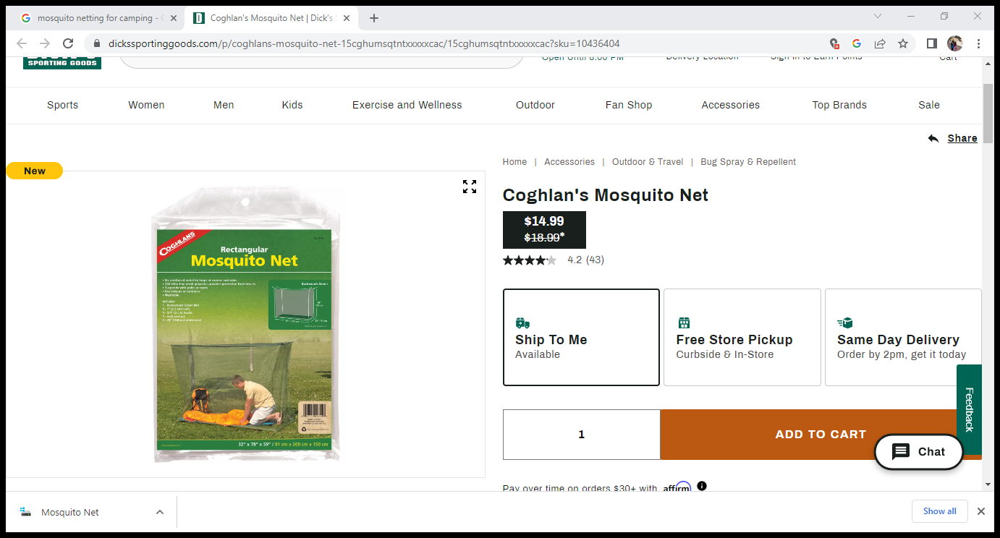 mosquito netting for camping -
Coghlan's Mosquito Net | Dick's
dickssportinggoods.com/p/coghlans-mosquito-net-15cghumsqtntxxxxxcac/15cghumsqtntxxxxxcac?sku=10436404
SPORTING GOODS
Open Until 8:00 PM
Delivery Location
Sign In to Earn Points
Cart
Sports
Women
Men
Kids
Exercise and Wellness
Outdoor
Fan Shop
Accessories
Top Brands
Sale
Share
Home | Accessories | Outdoor & Travel | Bug Spray & Repellent
New
COGHLANS
Rectangular
Mosquito Net
Backwoods Green
32" x 78" x 59" / 81 cm x 200 cm x 150 cm
Coghlan's Mosquito Net
$14.99
$18.99*
4.2 (43)
Ship To Me
Available
Free Store Pickup
Curbside & In-Store
Same Day Delivery
Order by 2pm, get it today
Feedback
1
ADD TO CART
Chat
Pay over time on orders $30+ with affirm
Mosquito Net
Show all